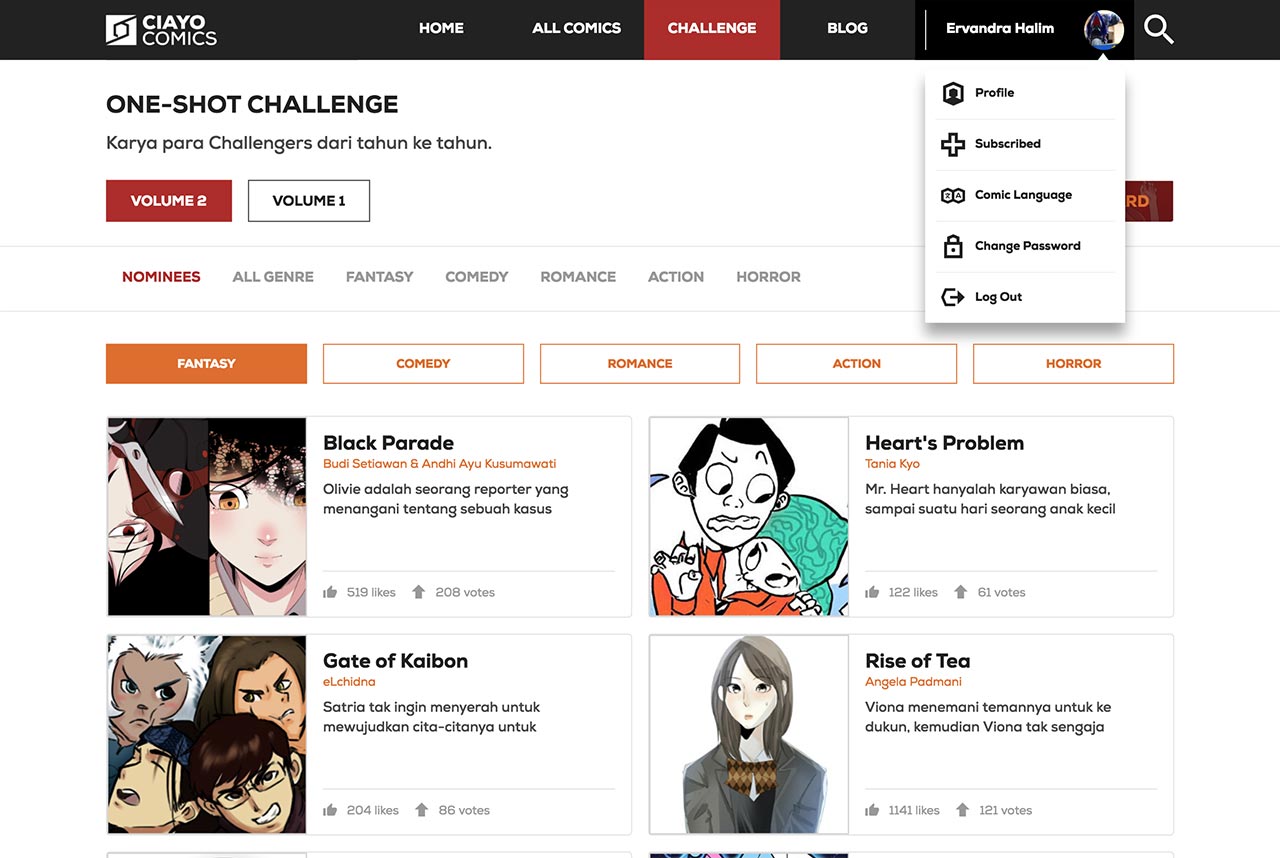 CIAYO
COMICS
HOME
ALL COMICS
CHALLENGE
BLOG
Ervandra Halim
Profile
Subscribed
Comic Language
Change Password
Log Out
ONE-SHOT CHALLENGE
Karya para Challengers dari tahun ke tahun.
VOLUME 2
VOLUME 1
RD
NOMINEES
ALL GENRE
FANTASY
COMEDY
ROMANCE
ACTION
HORROR
FANTASY
COMEDY
ROMANCE
ACTION
HORROR
Black Parade
Budi Setiawan & Andhi Ayu Kusumawati
Olivie adalah seorang reporter yang
menangani tentang sebuah kasus
519 likes
208 votes
Heart's Problem
Tania Kyo
Mr. Heart hanyalah karyawan biasa,
sampai suatu hari seorang anak kecil
122 likes
61 votes
Gate of Kaibon
eLchidna
Satria tak ingin menyerah untuk
mewujudkan cita-citanya untuk
204 likes
86 votes
Rise of Tea
Angela Padmani
Viona menemani temannya untuk ke
dukun, kemudian Viona tak sengaja
1141 likes
121 votes